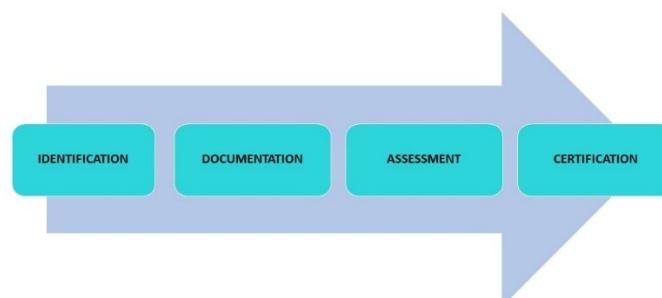 IDENTIFICATION
DOCUMENTATION
ASSESSMENT
CERTIFICATION